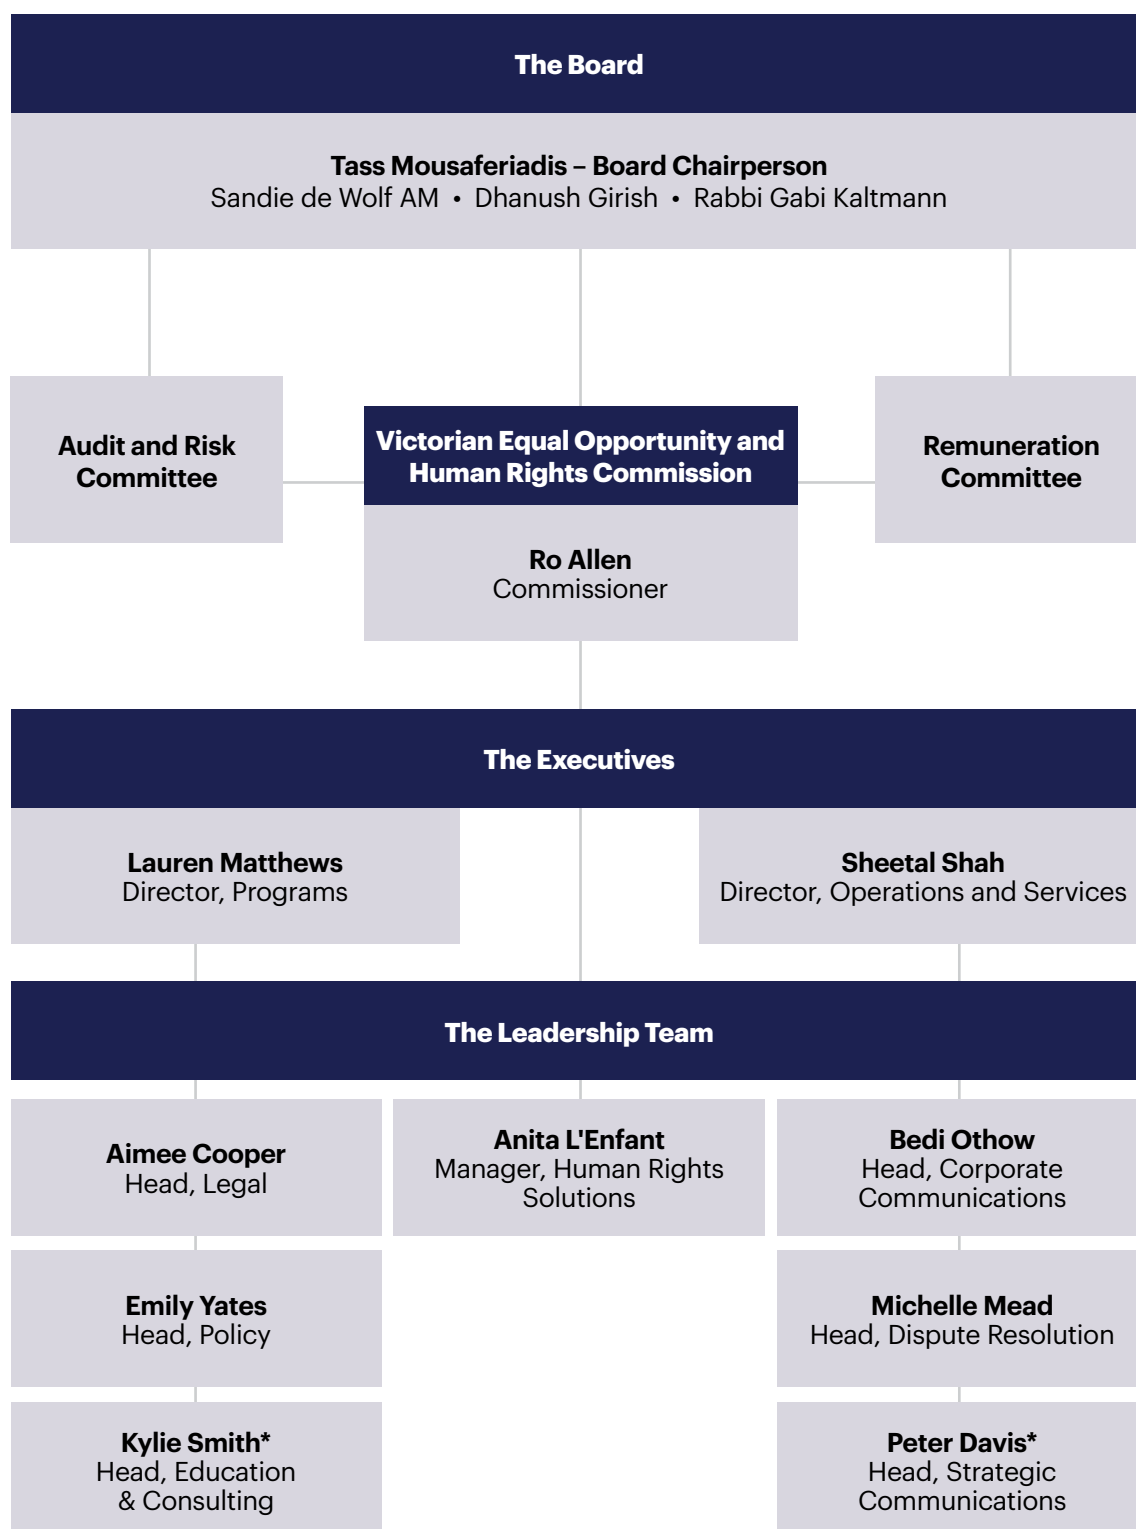 The Board
Tass Mousaferiadis – Board Chairperson
Sandie de Wolf AM • Dhanush Girish • Rabbi Gabi Kaltmann
Audit and Risk
Committee
Victorian Equal Opportunity and
Human Rights Commission
Ro Allen
Commissioner
Remuneration
Committee
The Executives
Lauren Matthews
Director, Programs
Sheetal Shah
Director, Operations and Services
The Leadership Team
Aimee Cooper
Head, Legal
Anita L'Enfant
Manager, Human Rights
Solutions
Bedi Othow
Head, Corporate
Communications
Emily Yates
Head, Policy
Michelle Mead
Head, Dispute Resolution
Kylie Smith*
Head, Education
& Consulting
Peter Davis*
Head, Strategic
Communications